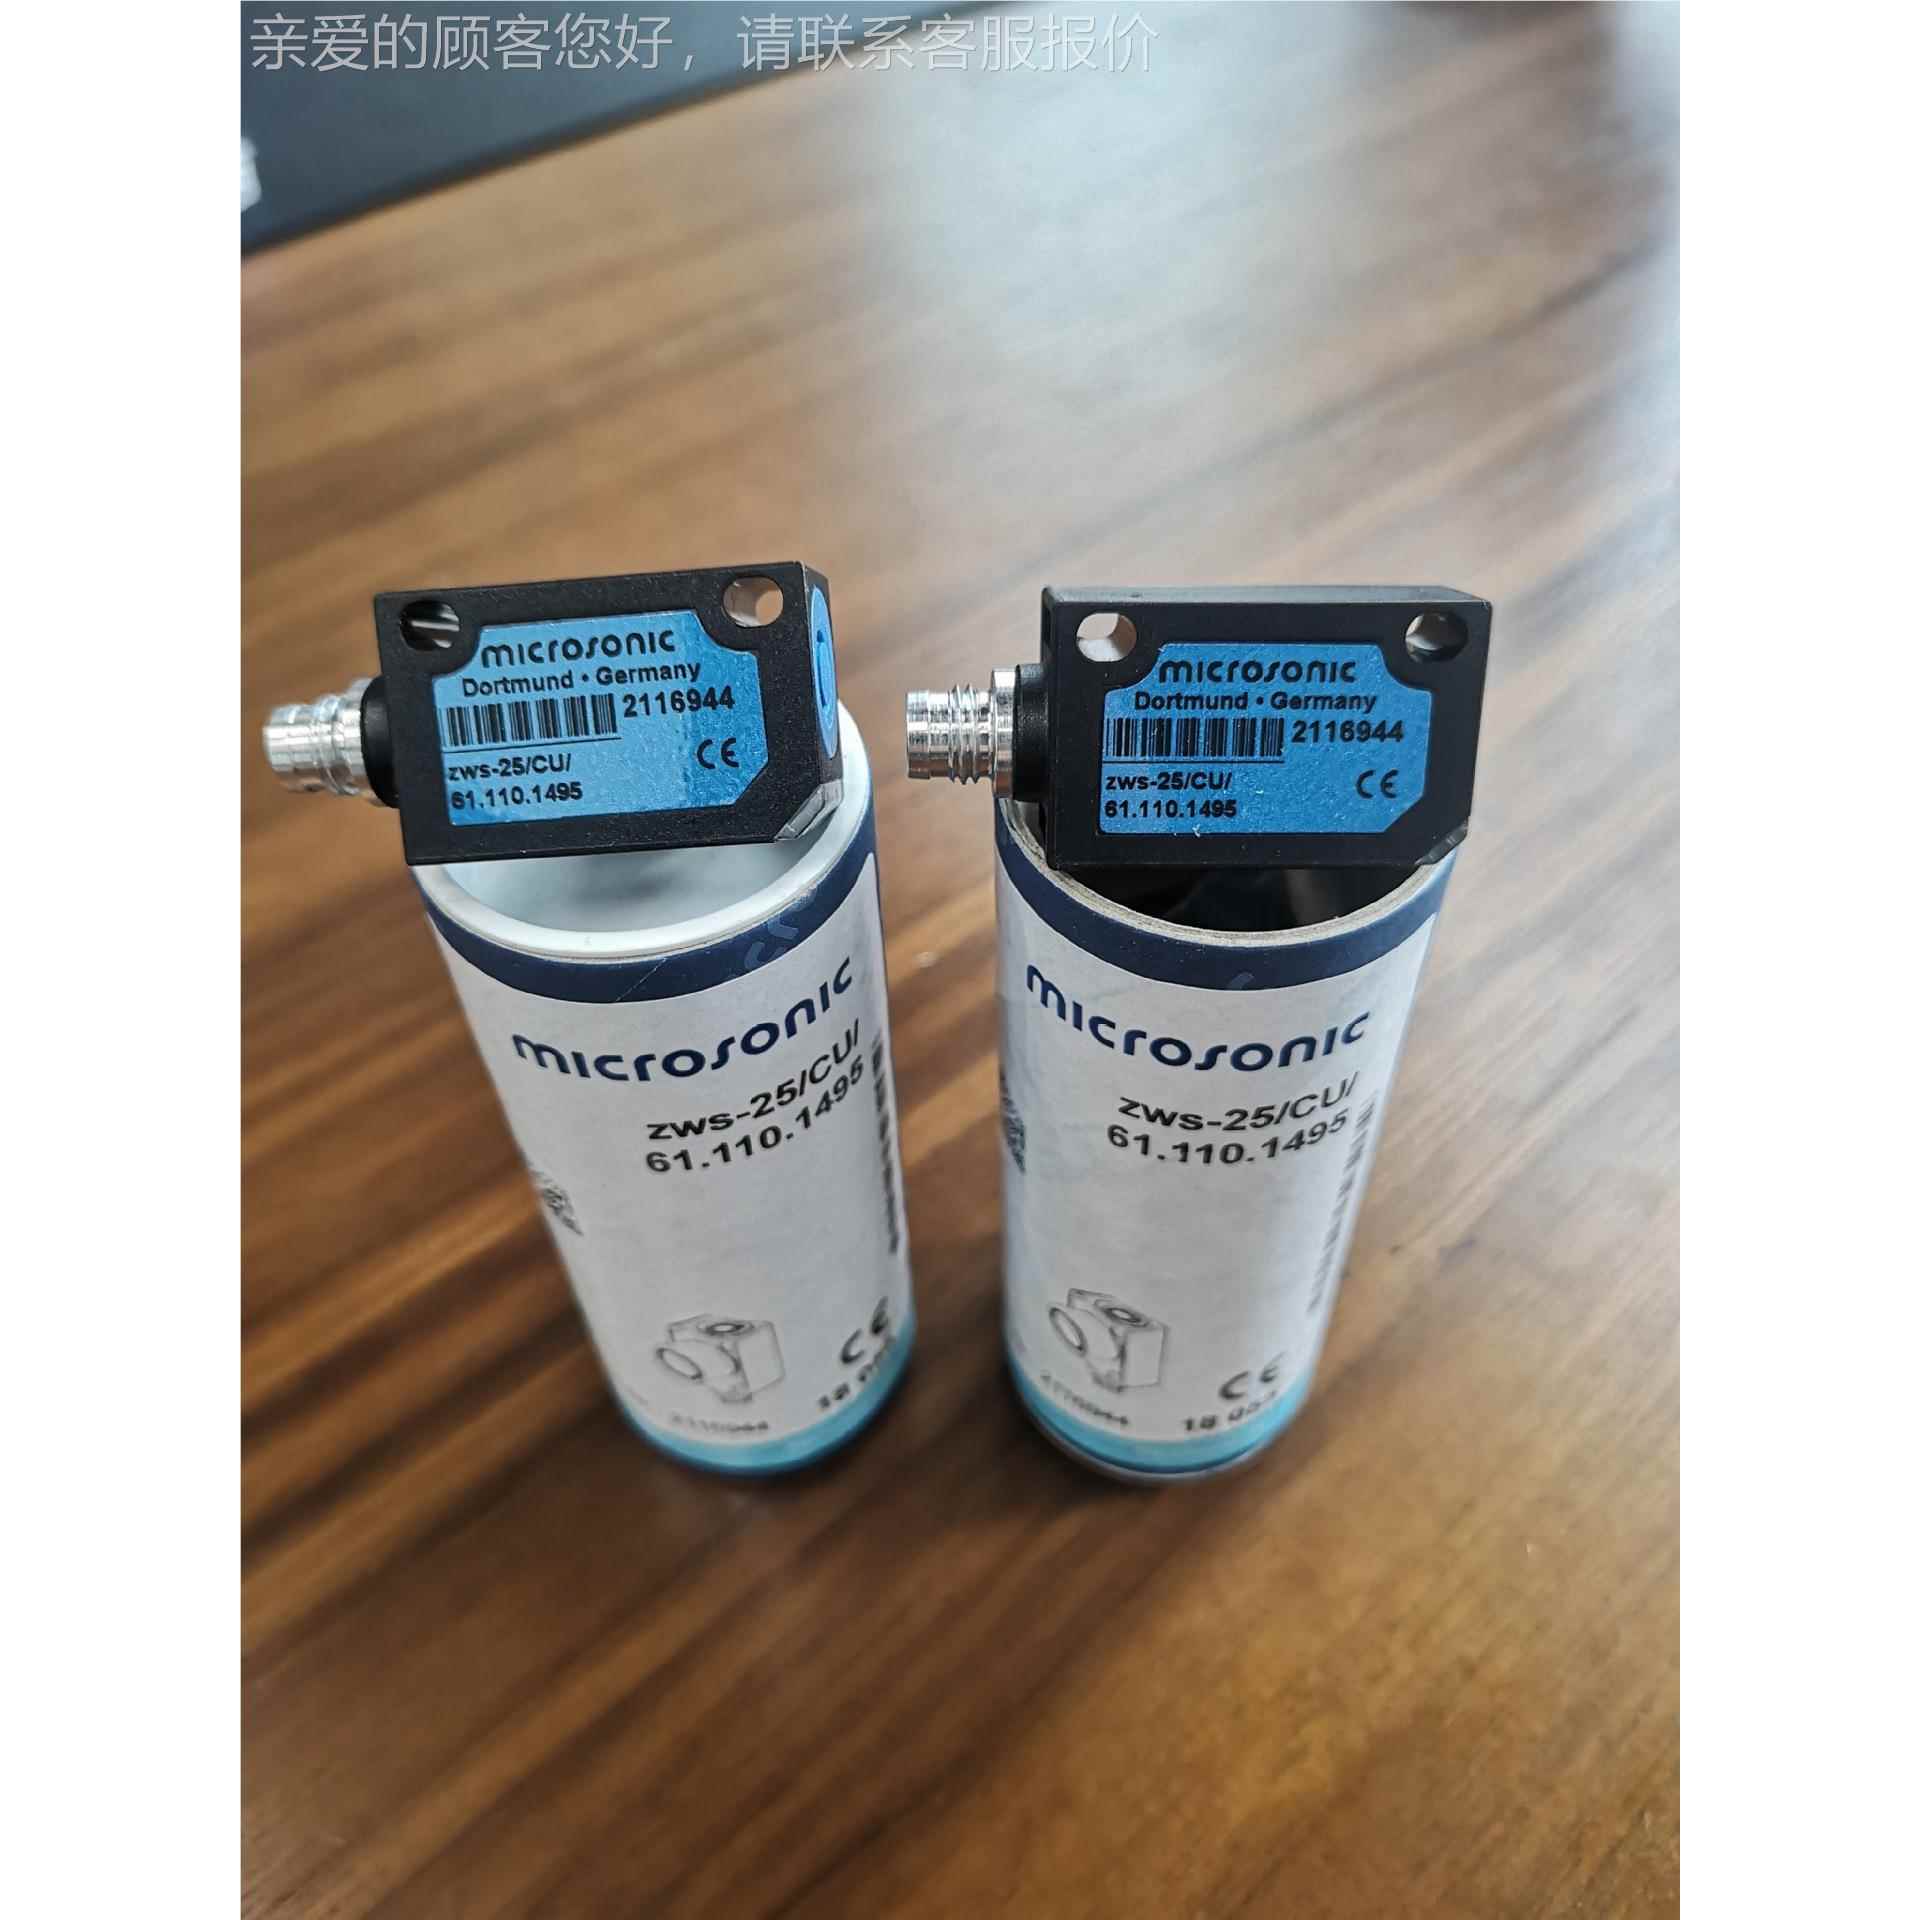 亲爱的顾客您好，请联系客服报价
microsonic
Dortmund • Germany
2116944
zws-25/CU/
61.110.1495
CE
microsonic
Dortmund • Germany
2116944
zws-25/CU/
61.110.1495
CE
microsonic
zws-25/CU/
61.110.1495
CE
2116944
microsonic
zws-25/CU/
61.110.1495
CE
2116944